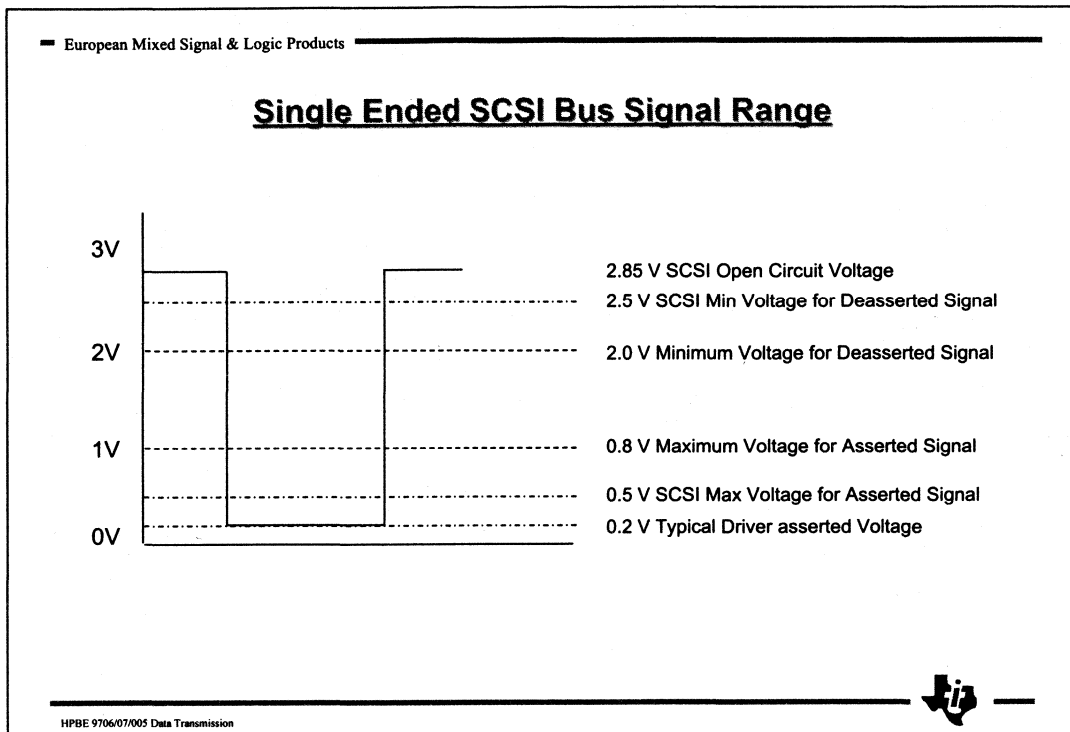 European Mixed Signal & Logic Products
Single Ended SCSI Bus Signal Range
3V
2.85 V SCSI Open Circuit Voltage
2.5 V SCSI Min Voltage for Deasserted Signal
2V
2.0 V Minimum Voltage for Deasserted Signal
1V
0.8 V Maximum Voltage for Asserted Signal
0.5 V SCSI Max Voltage for Asserted Signal
0V
0.2 V Typical Driver asserted Voltage
HPBE 9706/07/005 Data Transmission